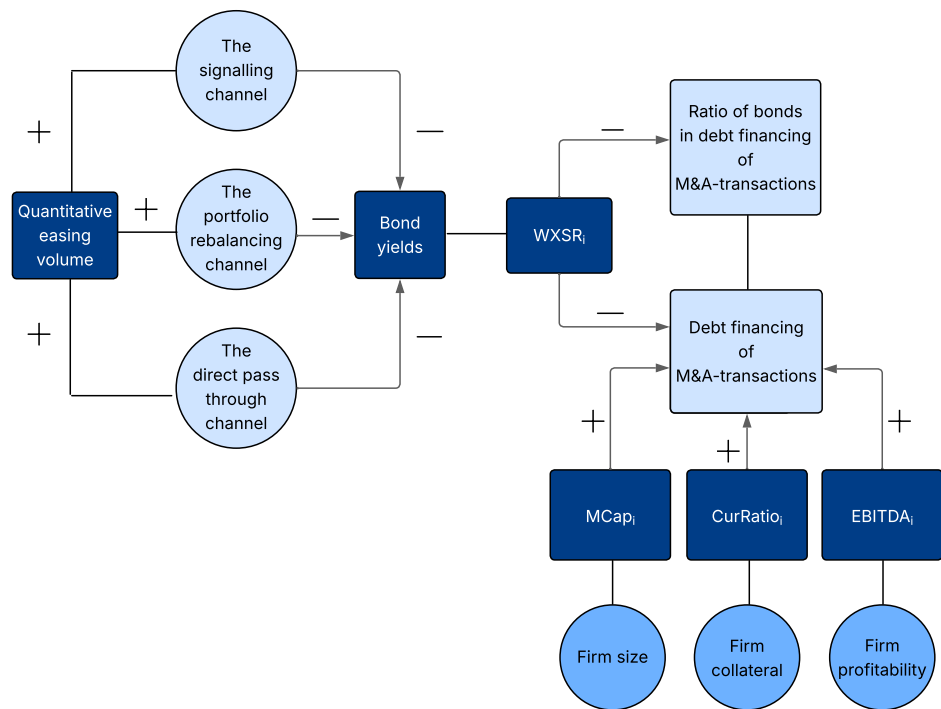 The
signalling
channel
+
—
Quantitative
easing
volume
+
The
portfolio
rebalancing
channel
—
Bond
yields
+
The
direct pass
through
channel
—
WXSRᵢ
—
Ratio of bonds
in debt financing
of
M&A-transactions
—
Debt financing
of
M&A-transactions
+
+
+
MCapᵢ
CurRatioᵢ
EBITDAᵢ
Firm size
Firm
collateral
Firm
profitability